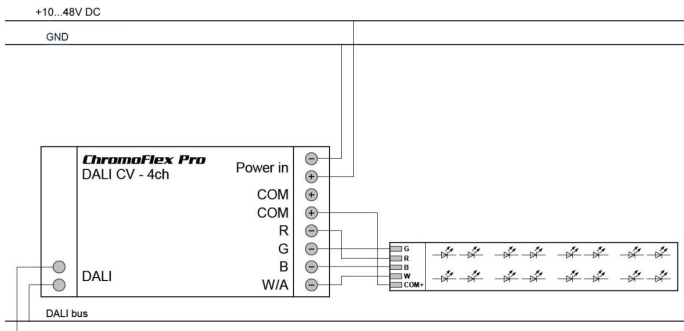 +10...48V DC
GND
ChromoFlex Pro
DALI CV - 4ch
Power in
COM
COM
R
G
B
W/A
DALI
G
R
B
W
COM+
DALI bus